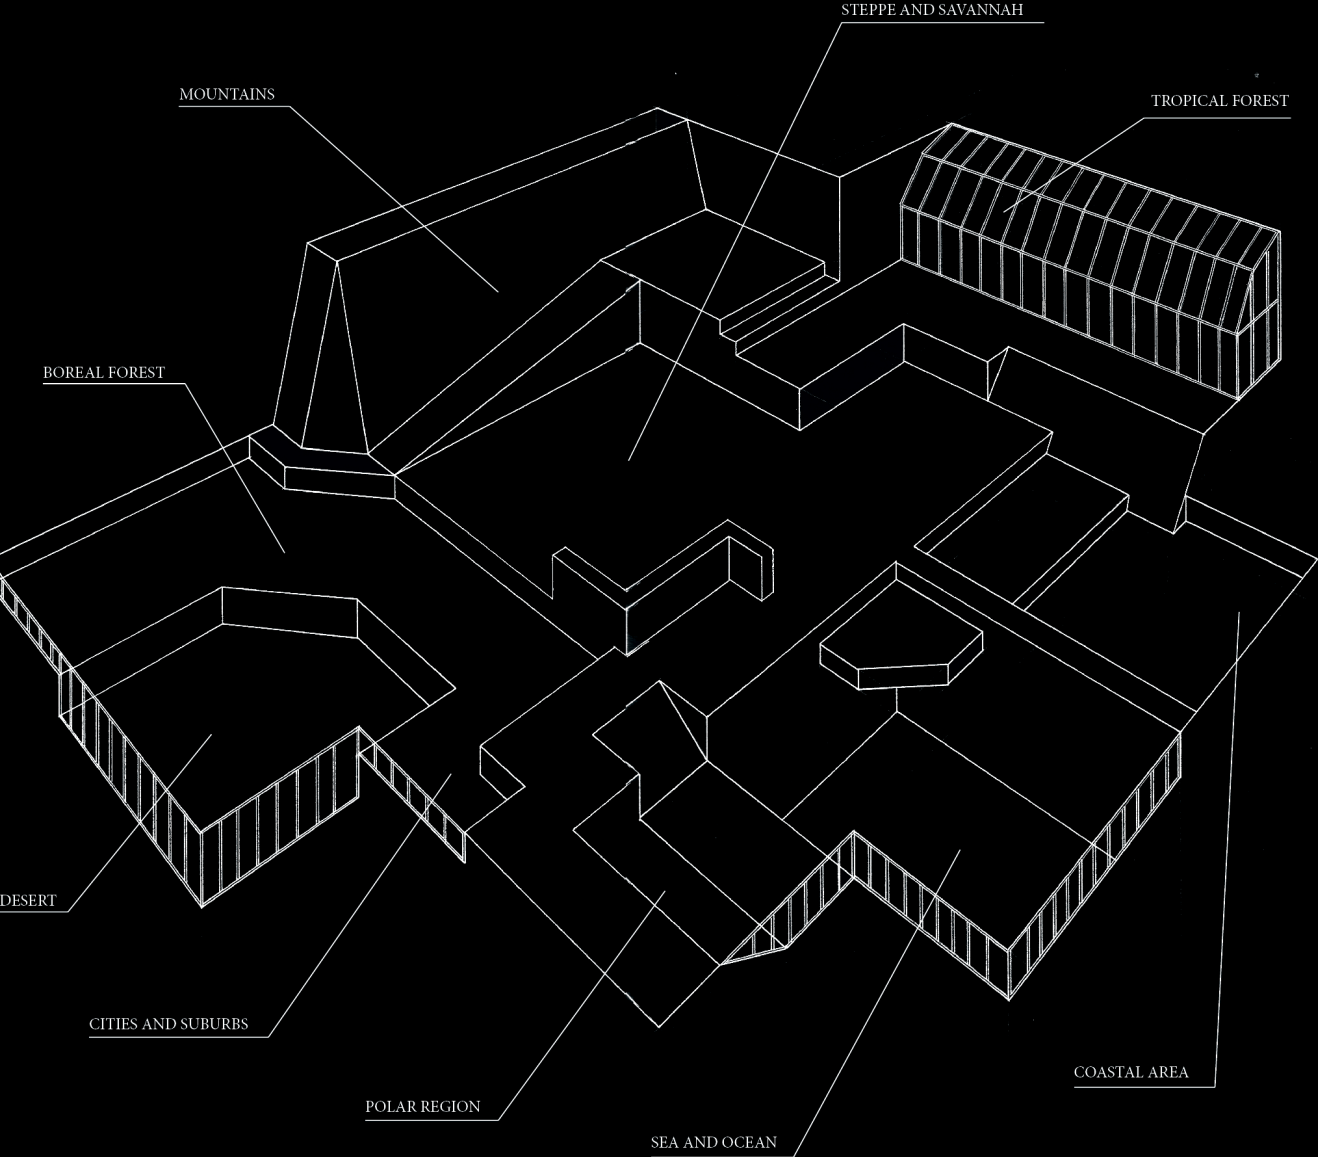 STEPPE AND SAVANNAH
MOUNTAINS
TROPICAL FOREST
BOREAL FOREST
DESERT
CITIES AND SUBURBS
COASTAL AREA
POLAR REGION
SEA AND OCEAN